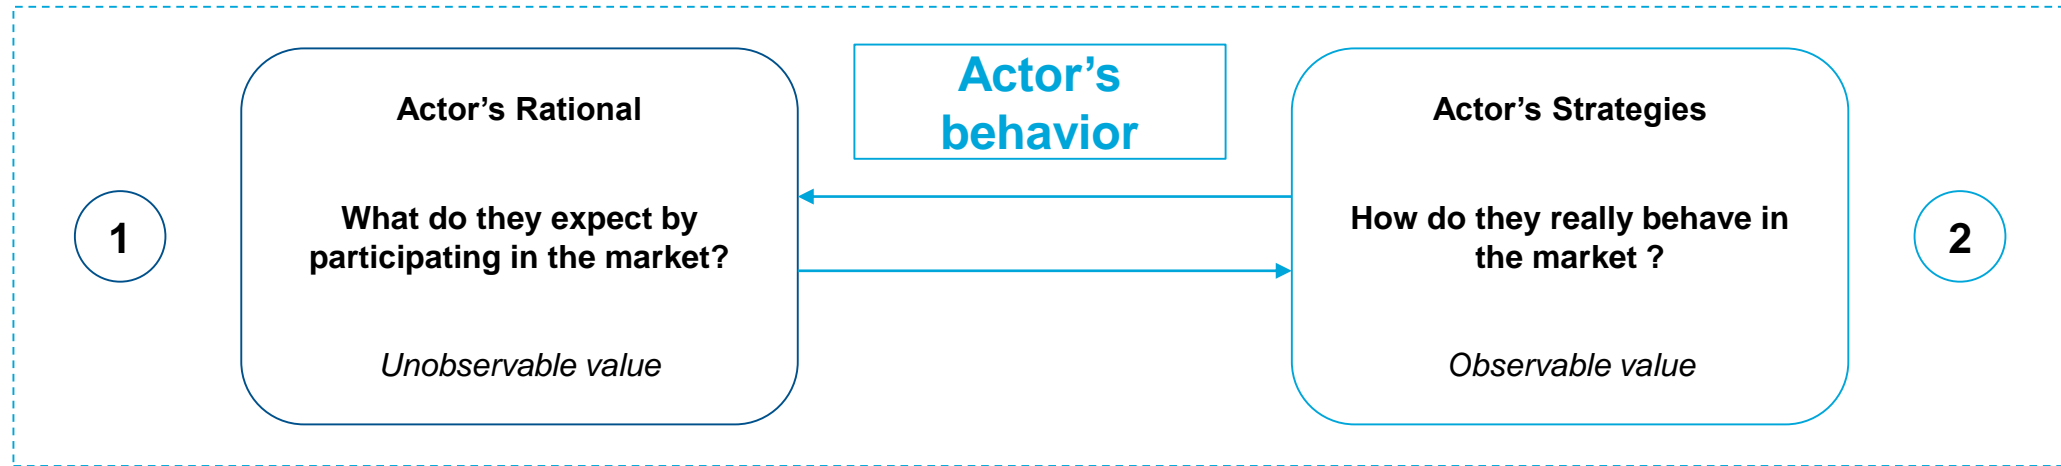 Actor’s
behavior
1
Actor’s Rational
What do they expect by
participating in the market?
Unobservable value
Actor’s Strategies
How do they really behave in
the market ?
Observable value
2